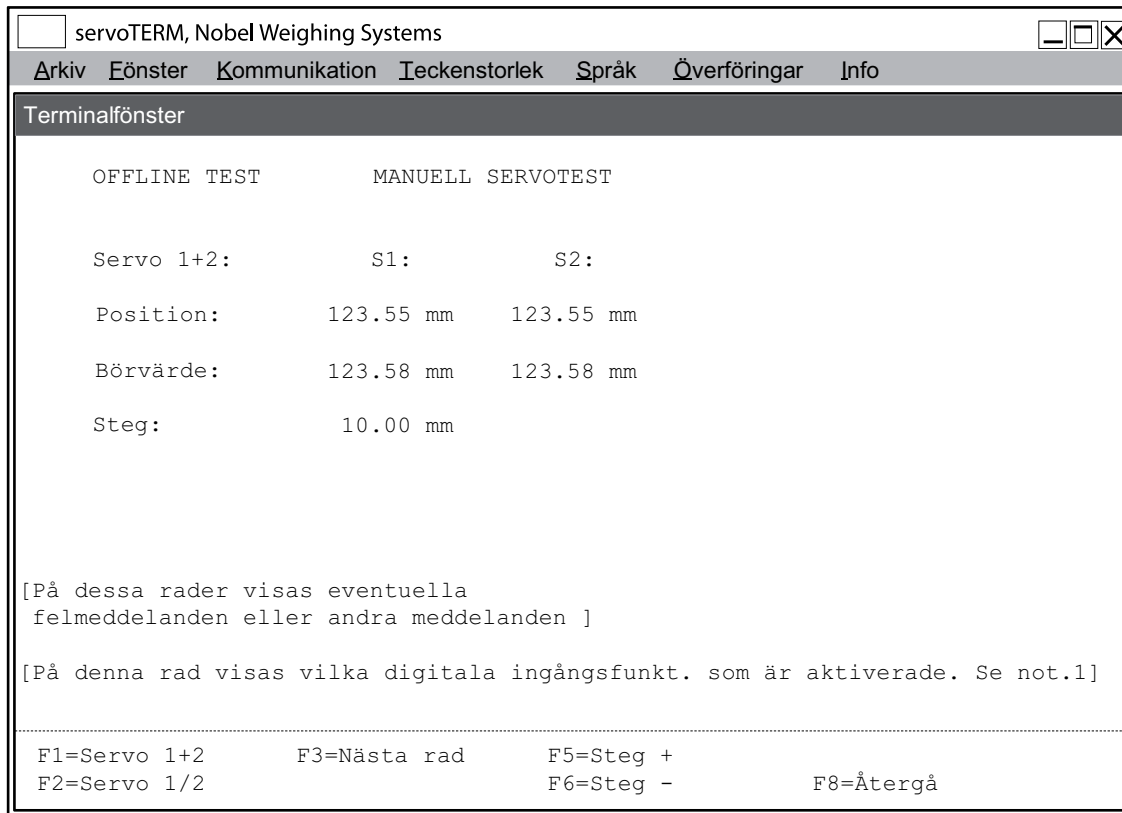 servoTERM, Nobel Weighing Systems
Arkiv Fönster Kommunikation Teckenstorlek Språk Överföringar Info
Terminalfönster
OFFLINE TEST MANUELL SERVOTEST
Servo 1+2: S1: S2:
Position: 123.55 mm 123.55 mm
Börvärde: 123.58 mm 123.58 mm
Steg: 10.00 mm
[På dessa rader visas eventuella
felmeddelanden eller andra meddelanden ]
[På denna rad visas vilka digitala ingångsfunkt. som är aktiverade. Se not.1]
F1=Servo 1+2 F3=Nästa rad F5=Steg +
F2=Servo 1/2 F6=Steg - F8=Återgå